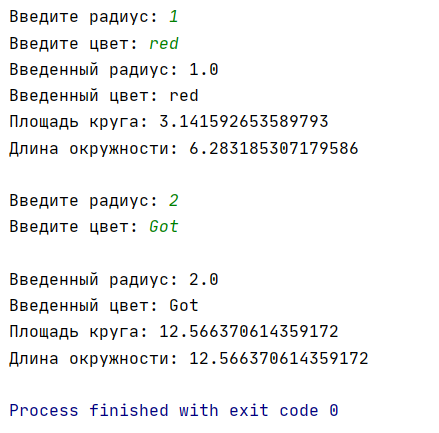 Введите радиус: 1
Введите цвет: red
Введенный радиус: 1.0
Введенный цвет: red
Площадь круга: 3.141592653589793
Длина окружности: 6.283185307179586
Введите радиус: 2
Введите цвет: Got
Введенный радиус: 2.0
Введенный цвет: Got
Площадь круга: 12.566370614359172
Длина окружности: 12.566370614359172
Process finished with exit code 0